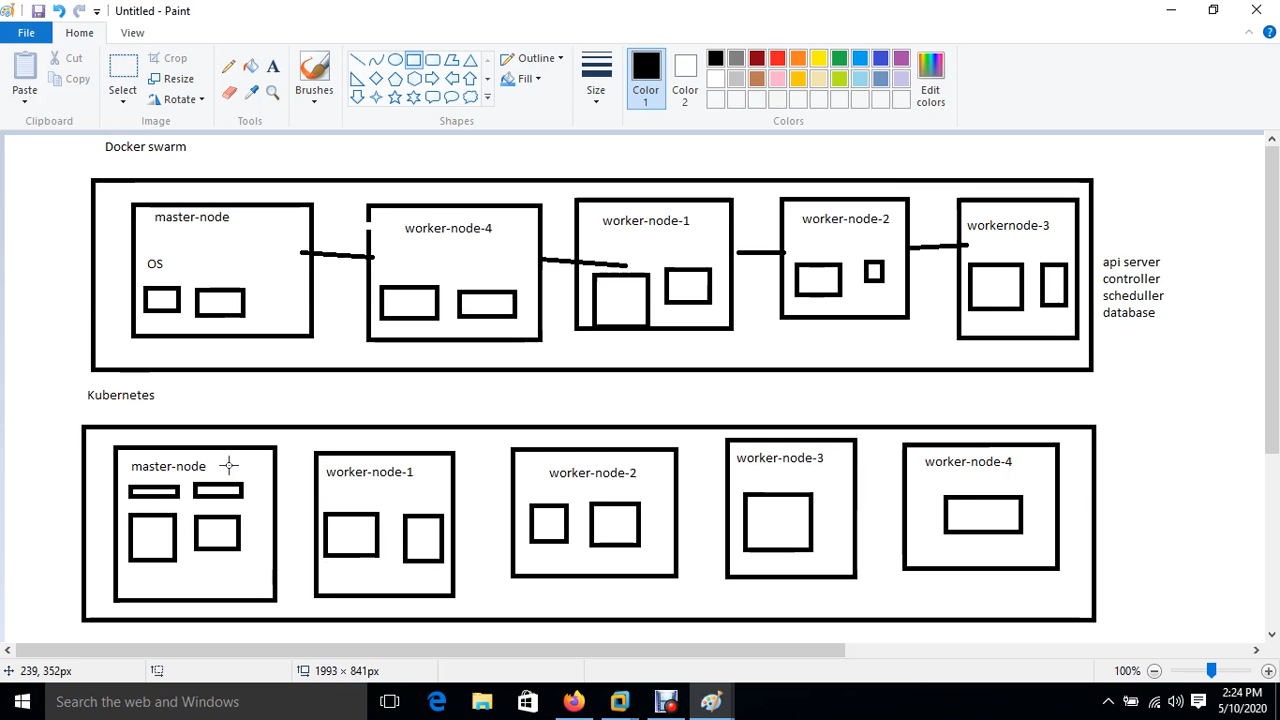 Untitled - Paint
File
Home
View
Paste
Cut
Copy
Clipboard
Select
Crop
Resize
Rotate
Image
Tools
Brushes
Shapes
Outline
Fill
Size
Color
1
Color
2
Edit
colors
Colors
Docker swarm
master-node
OS
worker-node-4
worker-node-1
worker-node-2
workernode-3
api server
controller
scheduller
database
Kubernetes
master-node
worker-node-1
worker-node-2
worker-node-3
worker-node-4
239, 352px
1993 × 841px
100%
Search the web and Windows
2:24 PM
5/10/2020